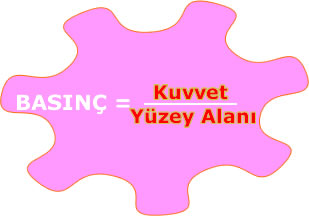 Kuvvet
BASINÇ =
Yüzey Alanı